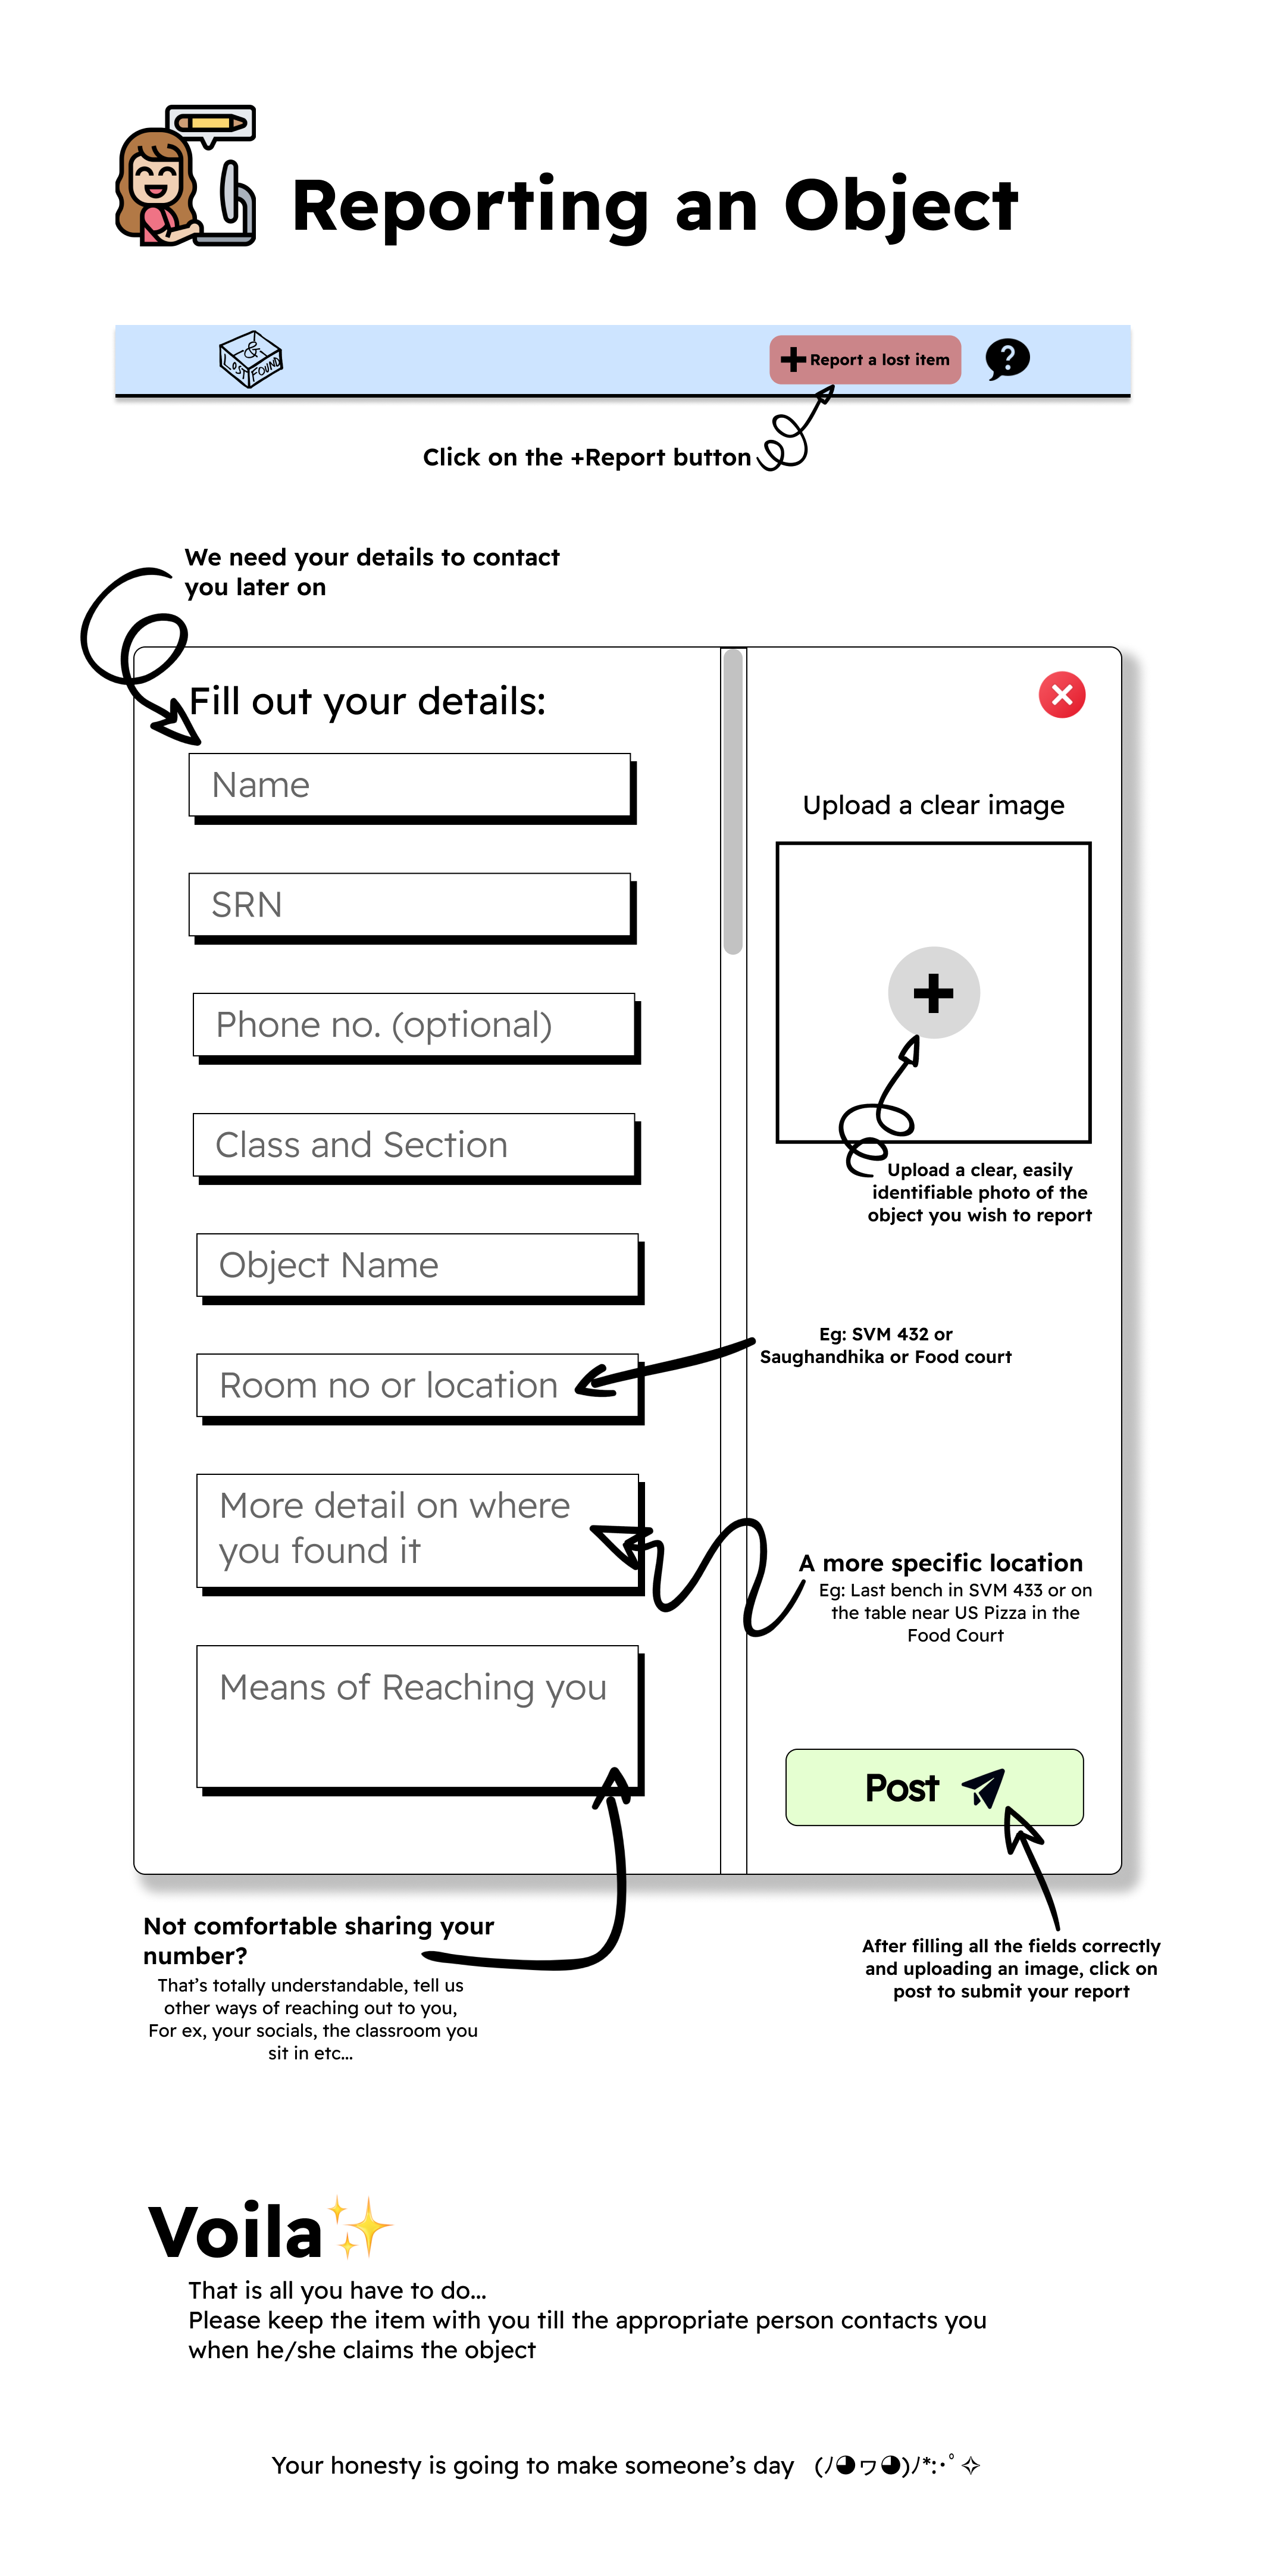 Reporting an Object
LOST & FOUND
Report a lost item
?
Click on the +Report button
We need your details to contact
you later on
Fill out your details:
Name
SRN
Phone no. (optional)
Class and Section
Object Name
Room no or location
More detail on where
you found it
Means of Reaching you
Upload a clear image
Upload a clear, easily
identifiable photo of the
object you wish to report
Eg: SVM 432 or
Saughandhika or Food court
A more specific location
Eg: Last bench in SVM 433 or on
the table near US Pizza in the
Food Court
Post
Not comfortable sharing your
number?
That's totally understandable, tell us
other ways of reaching out to you,
For ex, your socials, the classroom you
sit in etc...
After filling all the fields correctly
and uploading an image, click on
post to submit your report
Voila✨
That is all you have to do...
Please keep the item with you till the appropriate person contacts you
when he/she claims the object
Your honesty is going to make someone's day (ﾉ◕ヮ◕)ﾉ*:･ﾟ✧